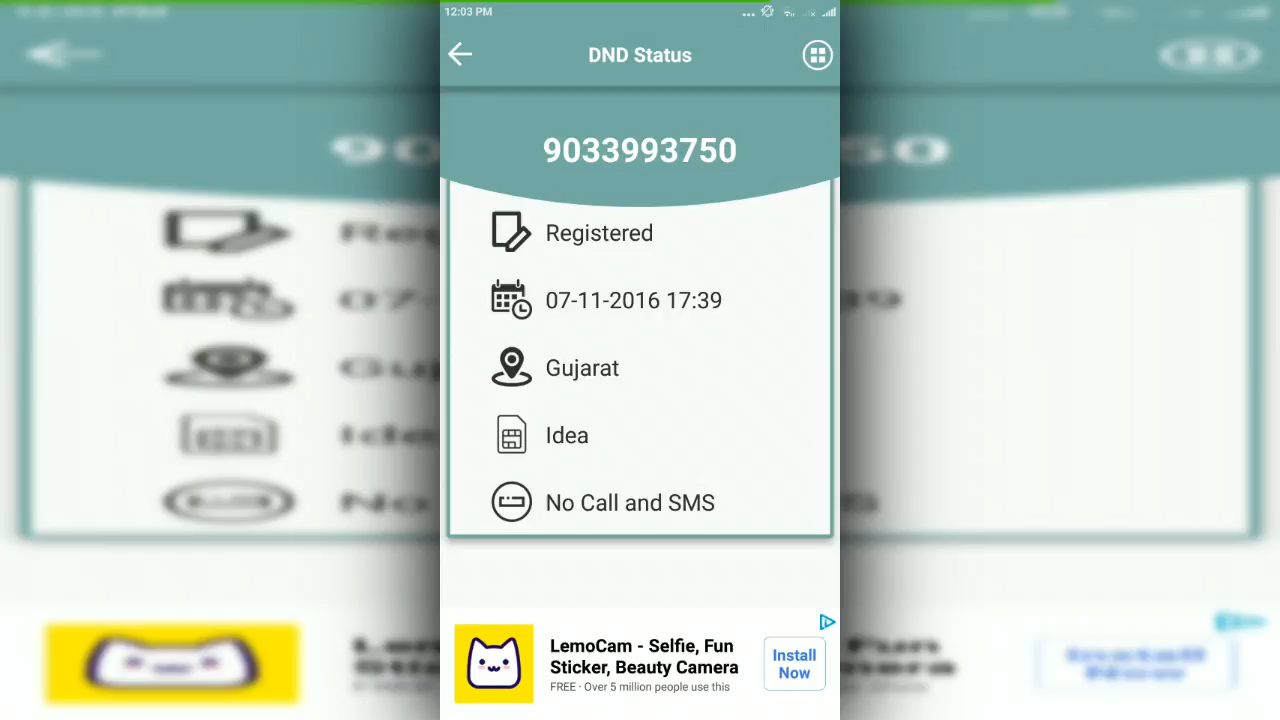 12:03 PM
DND Status
9033993750
Registered
07-11-2016 17:39
Gujarat
Idea
No Call and SMS
LemoCam - Selfie, Fun
Sticker, Beauty Camera
FREE · Over 5 million people use this
Install
Now